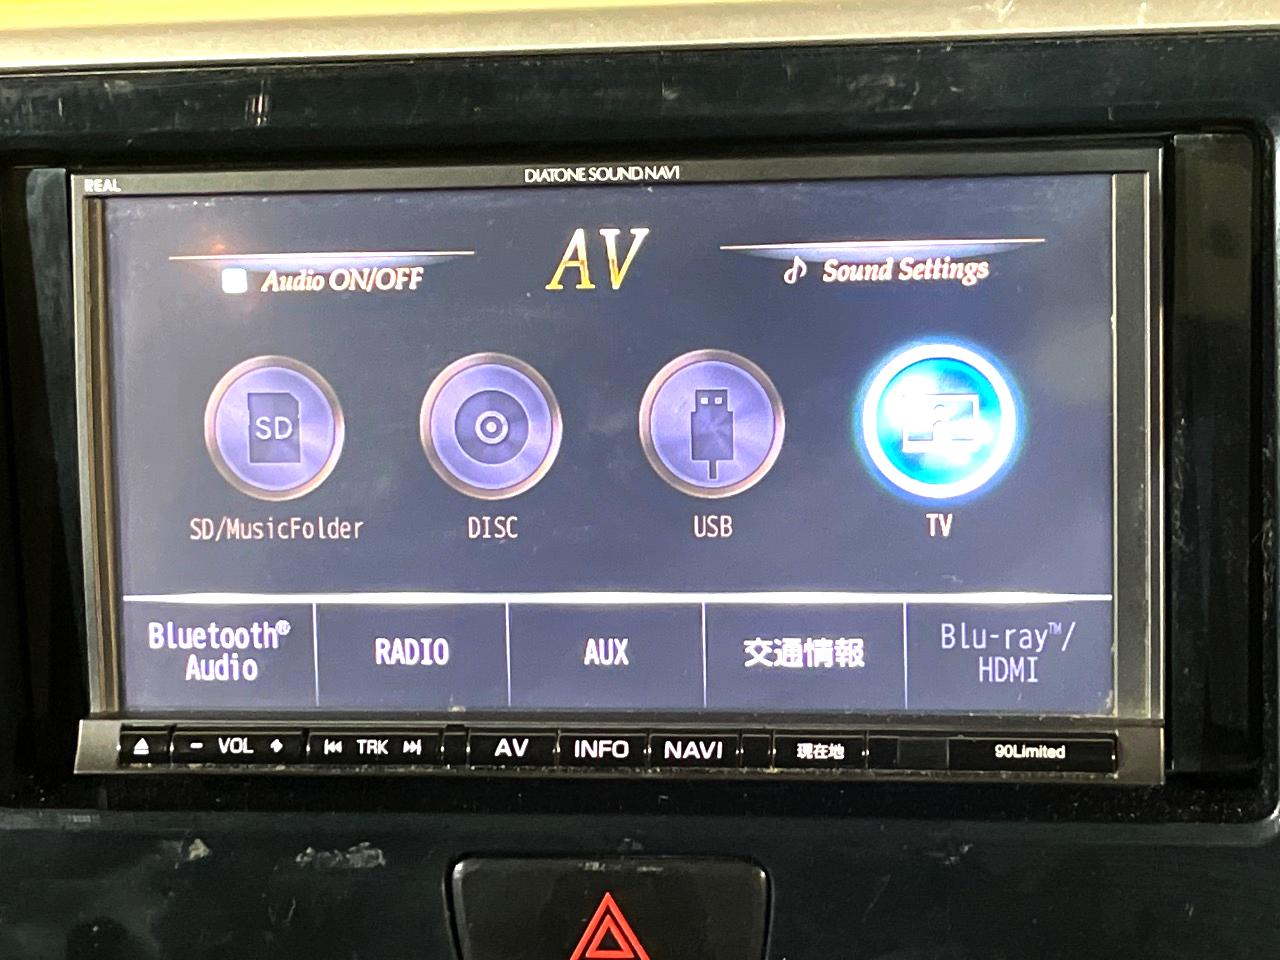 REAL
DIATONE SOUND NAVI
AV
Audio ON/OFF
Sound Settings
SD
SD/MusicFolder
DISC
USB
TV
Bluetooth®
Audio
RADIO
AUX
交通情報
Blu-ray™/
HDMI
- VOL +
TRK
AV
INFO
NAVI
現在地
90Limited